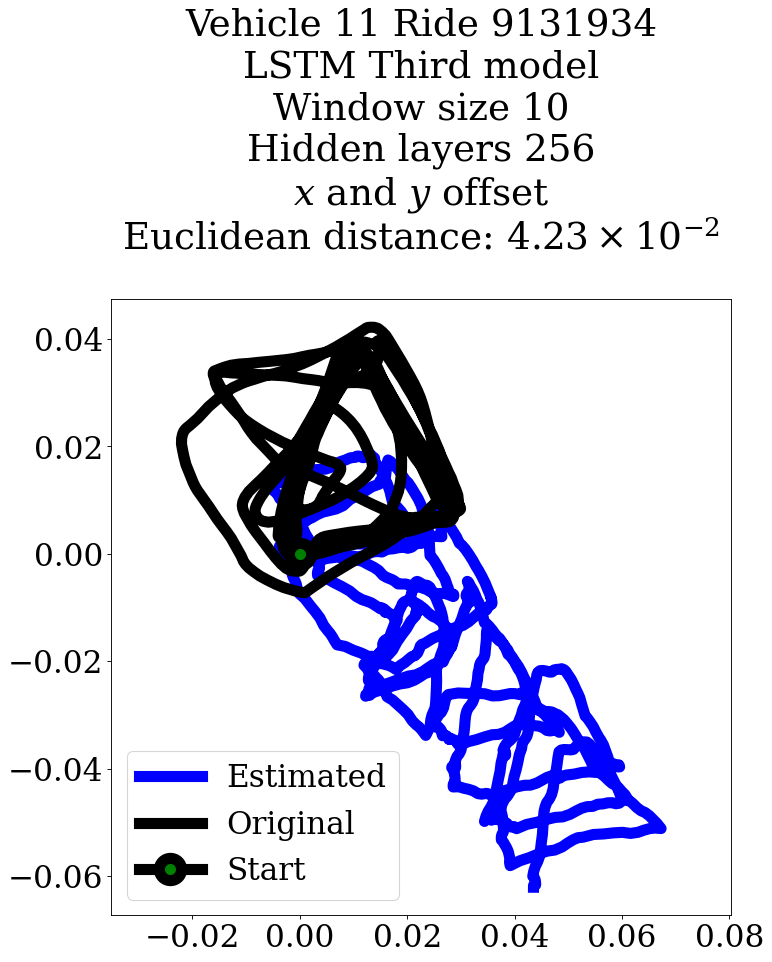 Vehicle 11 Ride 9131934
LSTM Third model
Window size 10
Hidden layers 256
x and y offset
Euclidean distance: 4.23 × 10⁻²
0.04
0.02
0.00
−0.02
−0.04
−0.06
Estimated
Original
Start
−0.02 0.00 0.02 0.04 0.06 0.08